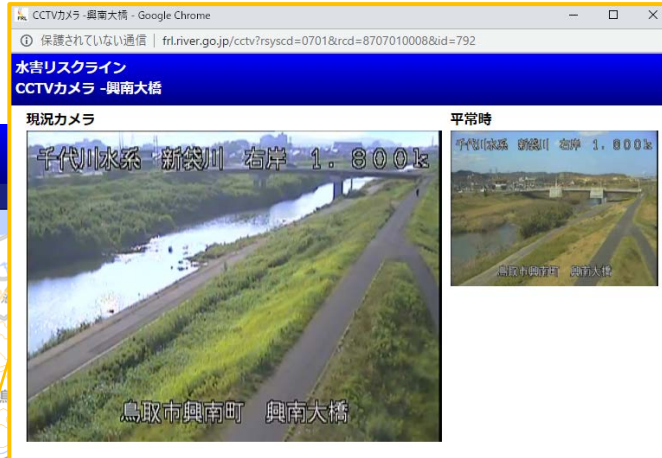 CCTVカメラ -興南大橋 - Google Chrome
保護されていない通信 | frl.river.go.jp/cctv?rsyscd=0701&rcd=8707010008&id=792
水害リスクライン
CCTVカメラ -興南大橋
現況カメラ
平常時
千代川水系 新袋川 右岸 1.800k
千代川水系 新袋川 右岸 1.800k
鳥取市興南町 興南大橋
鳥取市興南町 興南大橋